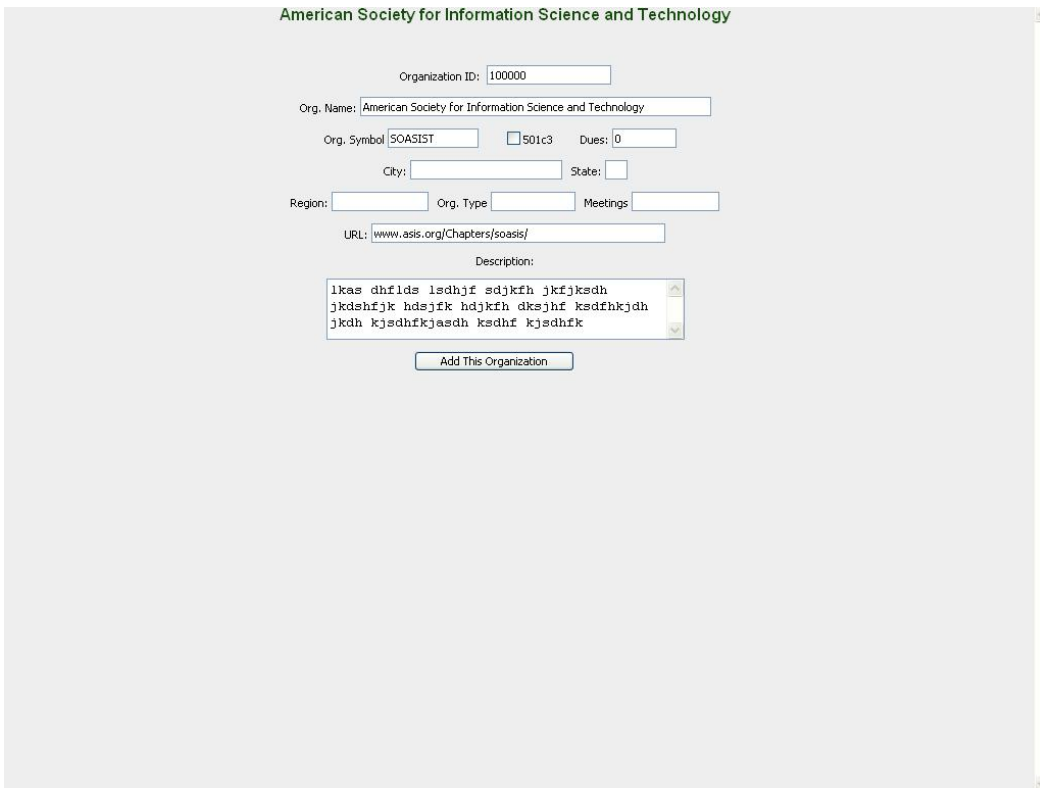 American Society for Information Science and Technology
Organization ID: 100000
Org. Name: American Society for Information Science and Technology
Org. Symbol SOASIST 501c3 Dues: 0
City: State:
Region: Org. Type Meetings
URL: www.asis.org/Chapters/soasis/
Description:
lkas dhflds lsdhjf sdjkfh jkfjksdh
jkdshfjk hdsjfk hdjkfh dksjhf ksdfhkjdh
jkdh kjsdhfkjasdh ksdhf kjsdhfk
Add This Organization